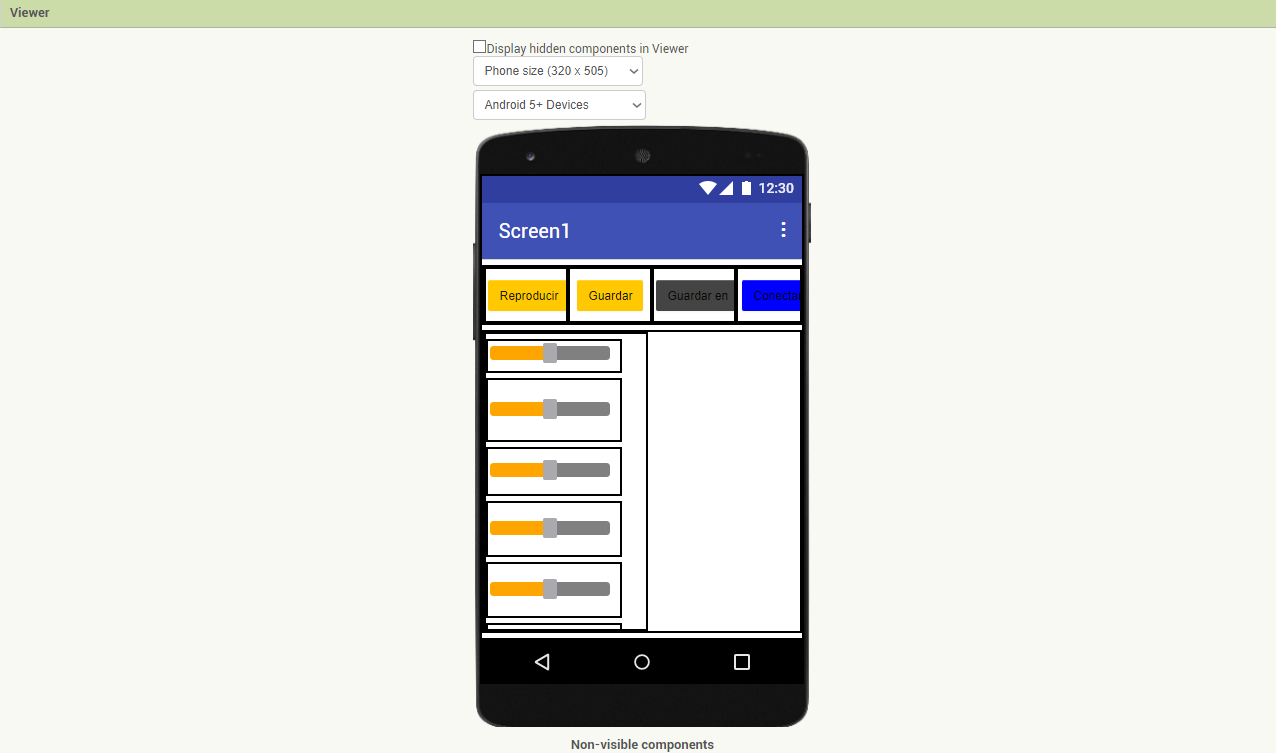 Viewer
Display hidden components in Viewer
Phone size (320 x 505)
Android 5+ Devices
12:30
Screen1
Reproducir
Guardar
Guardar en
Non-visible components